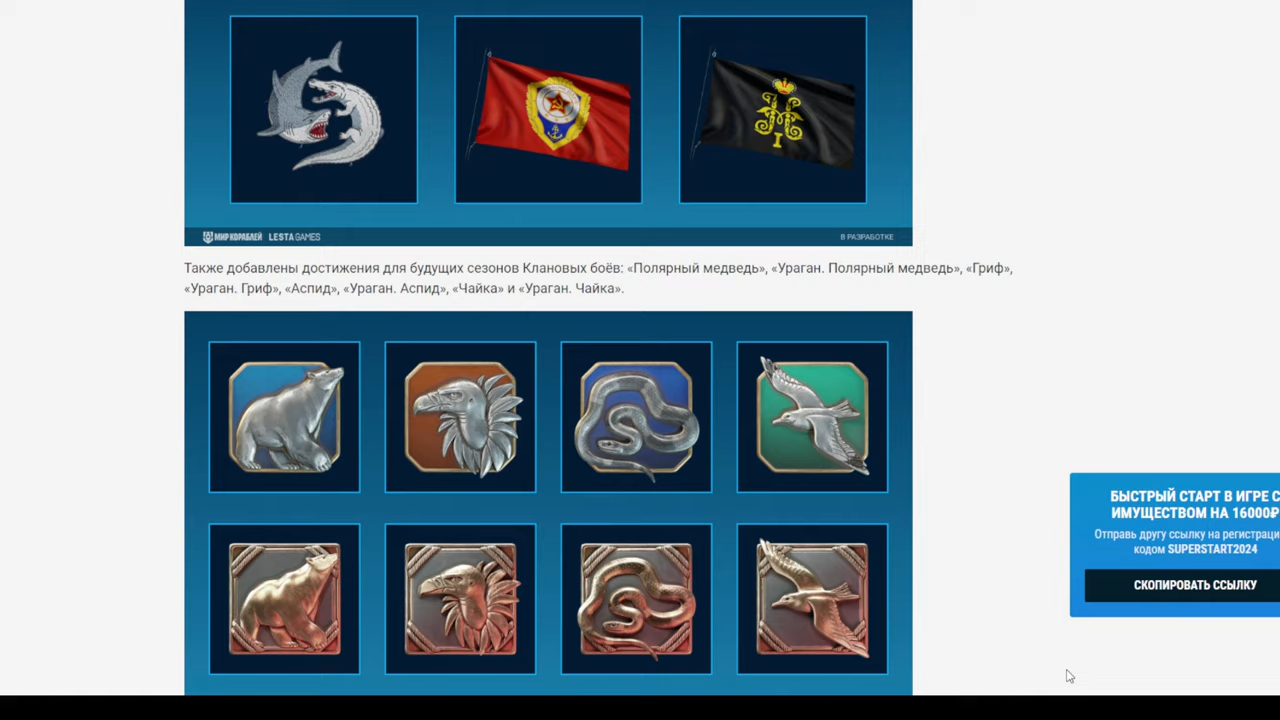 МИР КОРАБЛЕЙ LESTA GAMES
В РАЗРАБОТКЕ
Также добавлены достижения для будущих сезонов Клановых боёв: «Полярный медведь», «Ураган. Полярный медведь», «Гриф»,
«Ураган. Гриф», «Аспид», «Ураган. Аспид», «Чайка» и «Ураган. Чайка».
БЫСТРЫЙ СТАРТ В ИГРЕ С
ИМУЩЕСТВОМ НА 16000₽
Отправь другу ссылку на регистраци
кодом SUPERSTART2024
СКОПИРОВАТЬ ССЫЛКУ